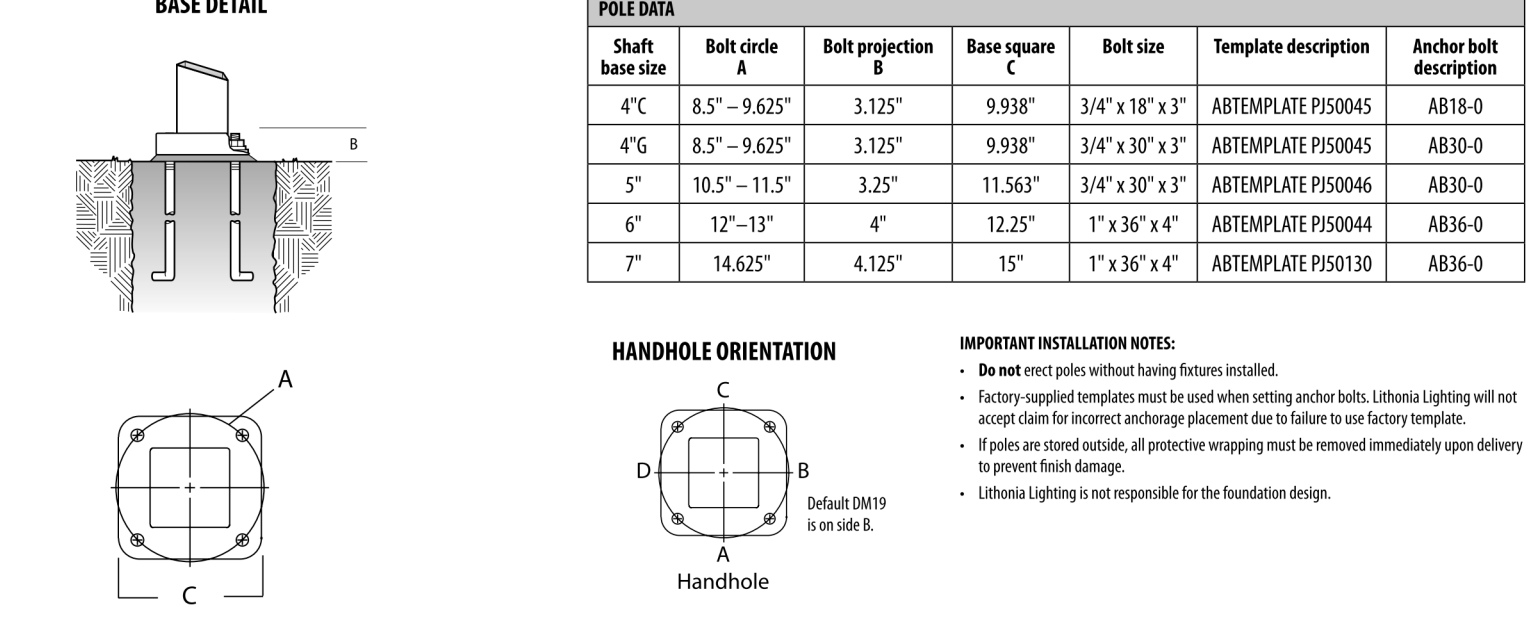 BASE DETAIL
B
A
C
POLE DATA
Shaft base size Bolt circle A Bolt projection B Base square C Bolt size Template description Anchor bolt description
4"C 8.5" – 9.625" 3.125" 9.938" 3/4" x 18" x 3" ABTEMPLATE PJ50045 AB18-0
4"G 8.5" – 9.625" 3.125" 9.938" 3/4" x 30" x 3" ABTEMPLATE PJ50045 AB30-0
5" 10.5" – 11.5" 3.25" 11.563" 3/4" x 30" x 3" ABTEMPLATE PJ50046 AB30-0
6" 12"–13" 4" 12.25" 1" x 36" x 4" ABTEMPLATE PJ50044 AB36-0
7" 14.625" 4.125" 15" 1" x 36" x 4" ABTEMPLATE PJ50130 AB36-0
HANDHOLE ORIENTATION
C
D
B
Default DM19
is on side B.
A
Handhole
IMPORTANT INSTALLATION NOTES:
• Do not erect poles without having fixtures installed.
• Factory-supplied templates must be used when setting anchor bolts. Lithonia Lighting will not
accept claim for incorrect anchorage placement due to failure to use factory template.
• If poles are stored outside, all protective wrapping must be removed immediately upon delivery
to prevent finish damage.
• Lithonia Lighting is not responsible for the foundation design.